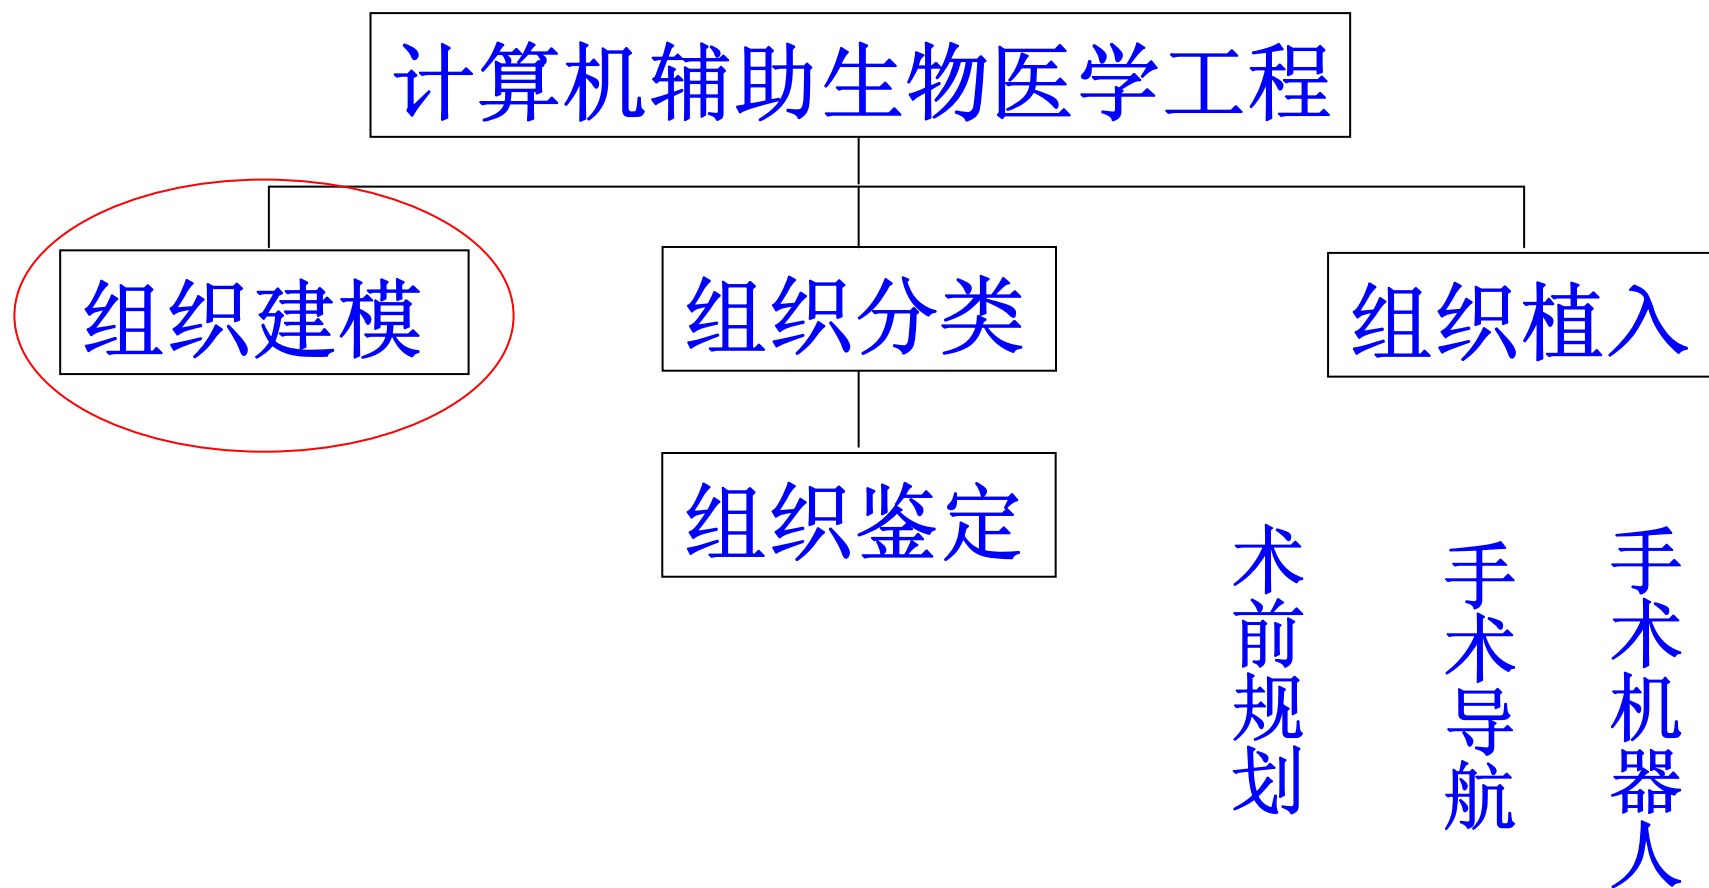 计算机辅助生物医学工程
组织建模
组织分类
组织植入
组织鉴定
术前规划
手术导航
手术机器人